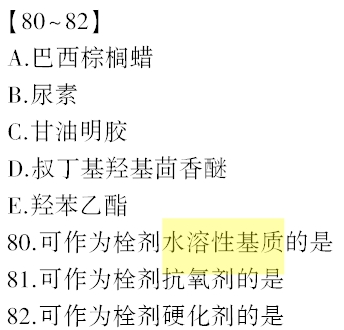 【80~82】
A.巴西棕榈蜡
B.尿素
C.甘油明胶
D.叔丁基羟基茴香醚
E.羟苯乙酯
80.可作为栓剂水溶性基质的是
81.可作为栓剂抗氧剂的是
82.可作为栓剂硬化剂的是